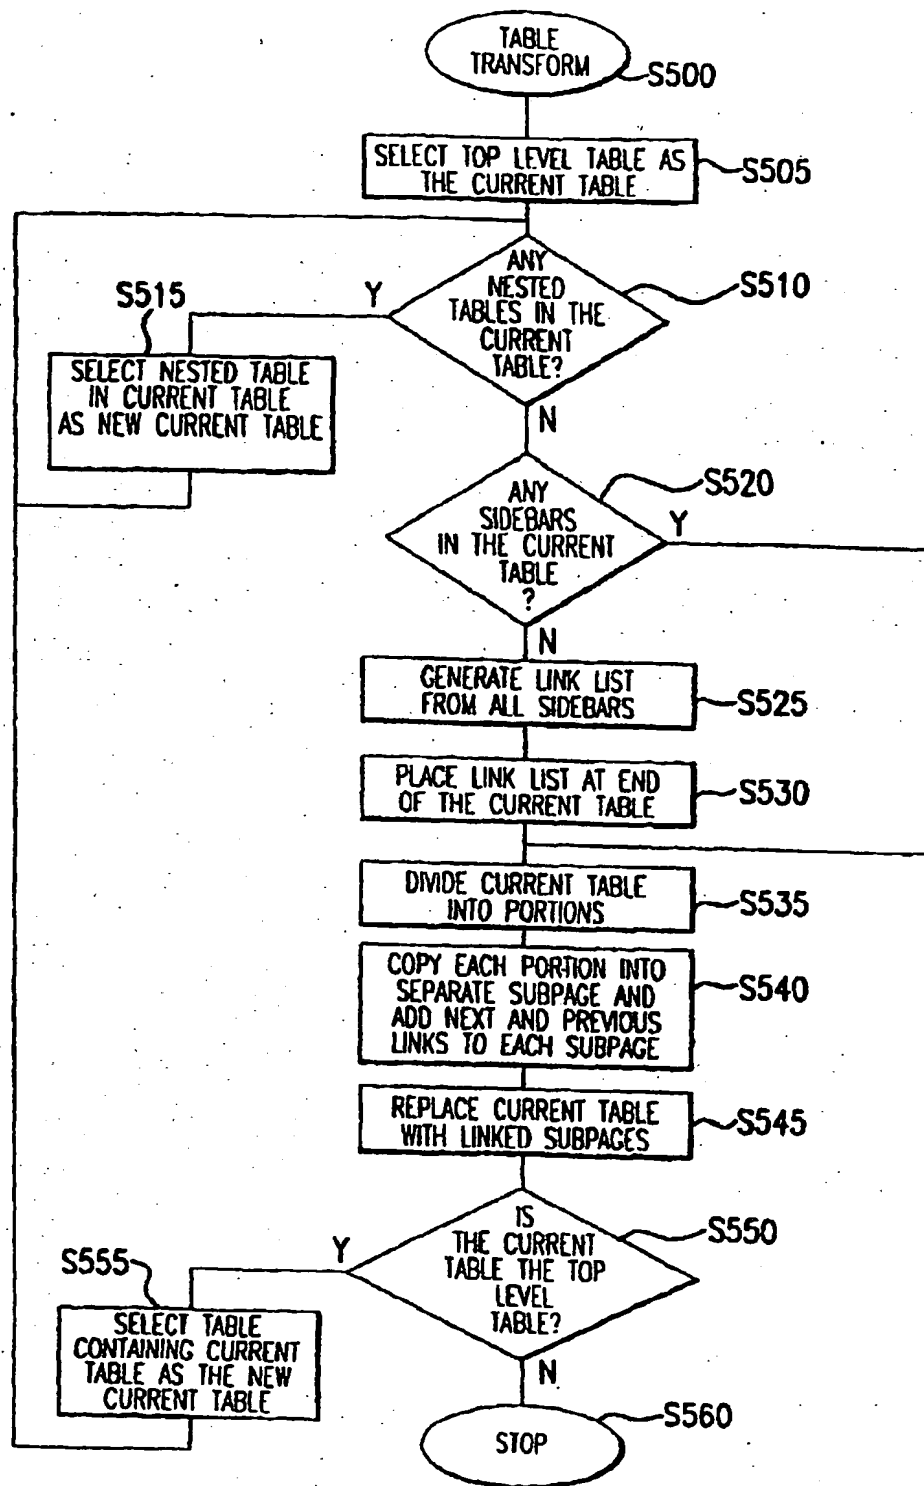 TABLE
TRANSFORM
S500
SELECT TOP LEVEL TABLE AS
THE CURRENT TABLE
S505
ANY
NESTED
TABLES IN THE
CURRENT
TABLE?
S510
Y
N
S515
SELECT NESTED TABLE
IN CURRENT TABLE
AS NEW CURRENT TABLE
ANY
SIDEBARS
IN THE CURRENT
TABLE
?
S520
Y
N
GENERATE LINK LIST
FROM ALL SIDEBARS
S525
PLACE LINK LIST AT END
OF THE CURRENT TABLE
S530
DIVIDE CURRENT TABLE
INTO PORTIONS
S535
COPY EACH PORTION INTO
SEPARATE SUBPAGE AND
ADD NEXT AND PREVIOUS
LINKS TO EACH SUBPAGE
S540
REPLACE CURRENT TABLE
WITH LINKED SUBPAGES
S545
IS
THE CURRENT
TABLE THE TOP
LEVEL
TABLE?
S550
Y
N
S555
SELECT TABLE
CONTAINING CURRENT
TABLE AS THE NEW
CURRENT TABLE
STOP
S560